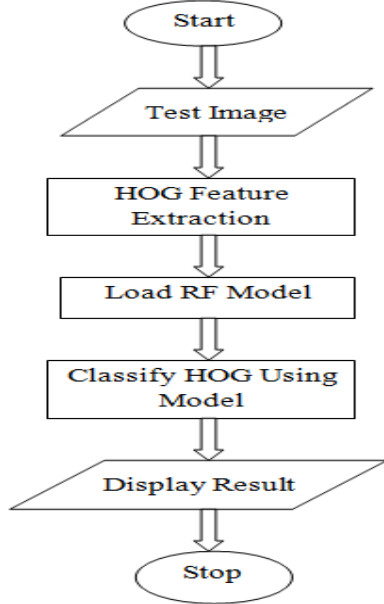 Start
Test Image
HOG Feature
Extraction
Load RF Model
Classify HOG Using
Model
Display Result
Stop